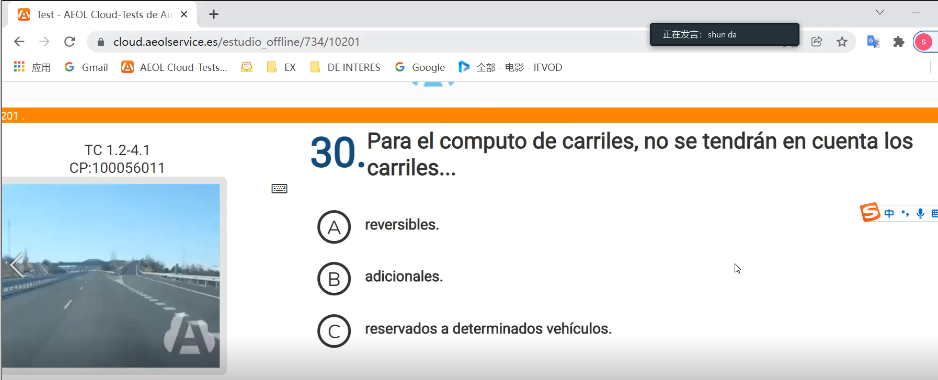 Test - AEOL Cloud-Tests de Au
cloud.aeolservice.es/estudio_offline/734/10201
正在发言: shun da
应用
Gmail
AEOL Cloud-Tests...
EX
DE INTERES
Google
全部 - 电影 - IFVOD
201 .
TC 1.2-4.1
CP:100056011
30. Para el computo de carriles, no se tendrán en cuenta los
carriles...
A reversibles.
B adicionales.
C reservados a determinados vehículos.
S 中